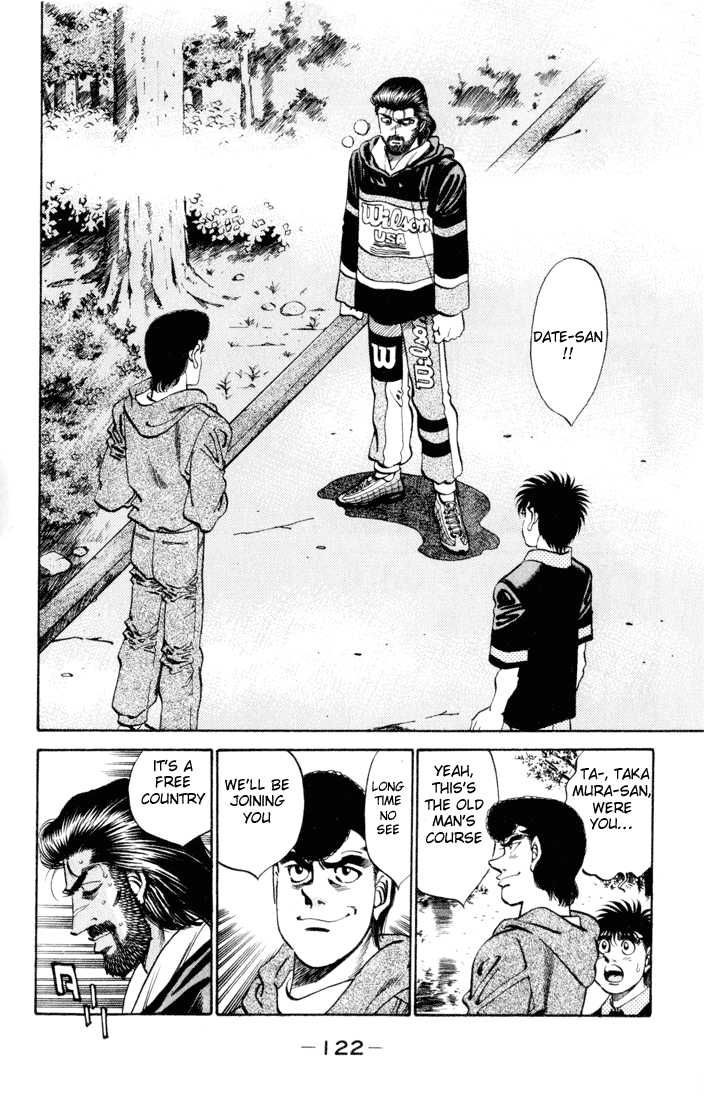 DATE-SAN
!!
Wilson
USA
W
Wilson
TA-, TAKA
MURA-SAN,
WERE
YOU...
YEAH,
THIS'S
THE OLD
MAN'S
COURSE
LONG
TIME
NO
SEE
WE'LL BE
JOINING
YOU
IT'S A
FREE
COUNTRY
-122-